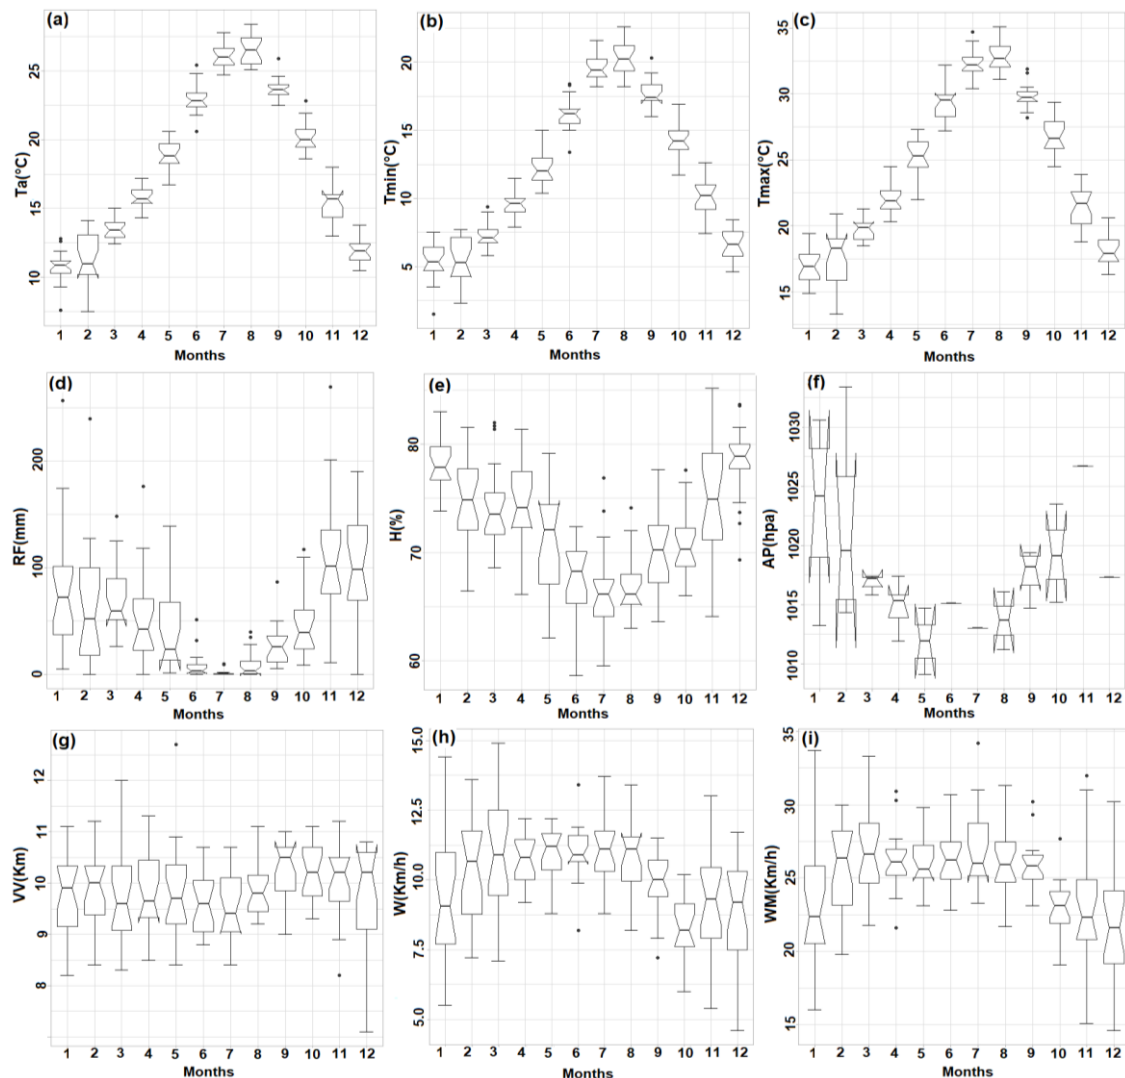 (a)
Ta(°C)
25
20
15
10
1 2 3 4 5 6 7 8 9 10 11 12
Months
(b)
Tmin(°C)
20
15
10
5
1 2 3 4 5 6 7 8 9 10 11 12
Months
(c)
Tmax(°C)
35
30
25
20
15
1 2 3 4 5 6 7 8 9 10 11 12
Months
(d)
RF(mm)
200
100
0
1 2 3 4 5 6 7 8 9 10 11 12
Months
(e)
H(%)
80
70
60
1 2 3 4 5 6 7 8 9 10 11 12
Months
(f)
AP(hpa)
1030
1025
1020
1015
1010
1 2 3 4 5 6 7 8 9 10 11 12
Months
(g)
VV(Km)
12
11
10
9
8
1 2 3 4 5 6 7 8 9 10 11 12
Months
(h)
W(Km/h)
15.0
12.5
10.0
7.5
5.0
1 2 3 4 5 6 7 8 9 10 11 12
Months
(i)
WM(Km/h)
35
30
25
20
15
1 2 3 4 5 6 7 8 9 10 11 12
Months